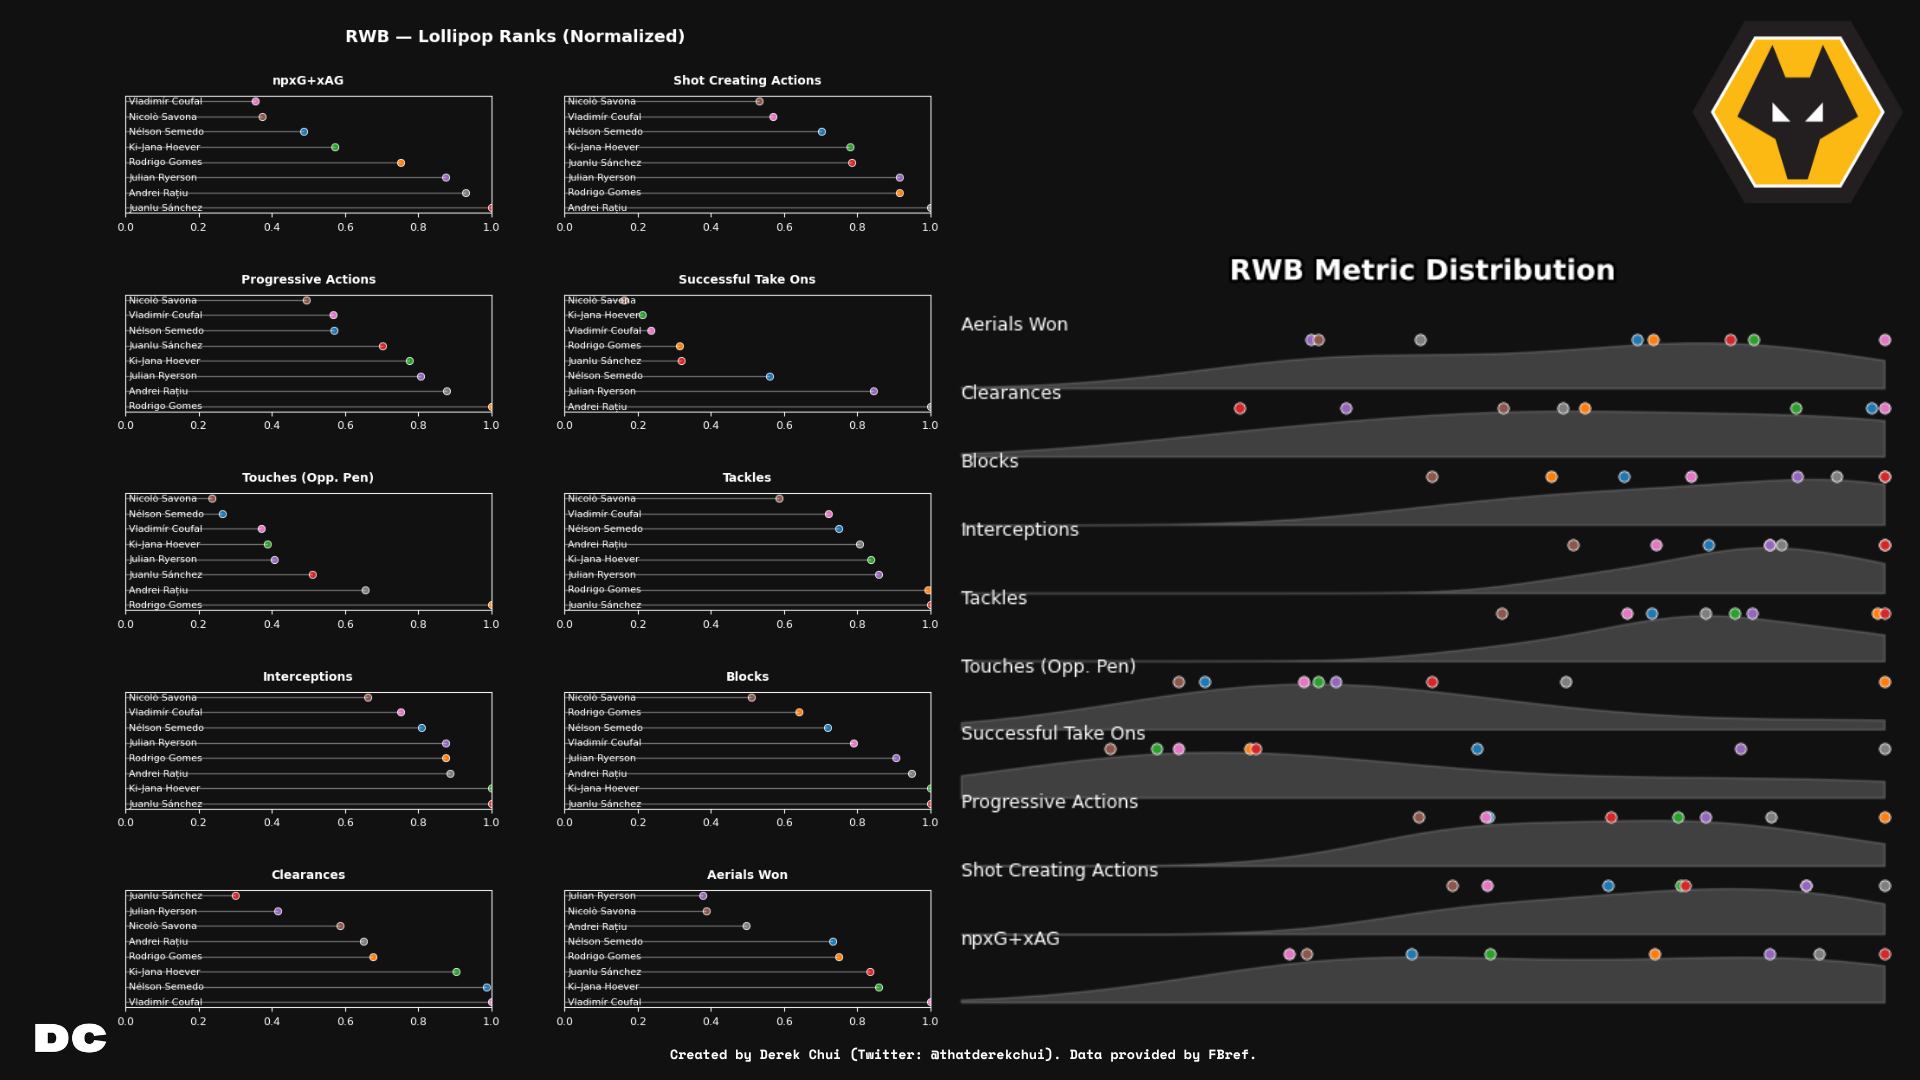 RWB — Lollipop Ranks (Normalized)
npxG+xAG
Vladimír Coufal
Nicolò Savona
Nélson Semedo
Ki-Jana Hoever
Rodrigo Gomes
Julian Ryerson
Andrei Rațiu
Juanlu Sánchez
0.0 0.2 0.4 0.6 0.8 1.0
Shot Creating Actions
Nicolò Savona
Vladimír Coufal
Nélson Semedo
Ki-Jana Hoever
Juanlu Sánchez
Julian Ryerson
Rodrigo Gomes
Andrei Rațiu
0.0 0.2 0.4 0.6 0.8 1.0
Progressive Actions
Nicolò Savona
Vladimír Coufal
Nélson Semedo
Juanlu Sánchez
Ki-Jana Hoever
Julian Ryerson
Andrei Rațiu
Rodrigo Gomes
0.0 0.2 0.4 0.6 0.8 1.0
Successful Take Ons
Nicolò Savona
Ki-Jana Hoever
Vladimír Coufal
Rodrigo Gomes
Juanlu Sánchez
Nélson Semedo
Julian Ryerson
Andrei Rațiu
0.0 0.2 0.4 0.6 0.8 1.0
Touches (Opp. Pen)
Nicolò Savona
Nélson Semedo
Vladimír Coufal
Ki-Jana Hoever
Julian Ryerson
Juanlu Sánchez
Andrei Rațiu
Rodrigo Gomes
0.0 0.2 0.4 0.6 0.8 1.0
Tackles
Nicolò Savona
Vladimír Coufal
Nélson Semedo
Andrei Rațiu
Ki-Jana Hoever
Julian Ryerson
Rodrigo Gomes
Juanlu Sánchez
0.0 0.2 0.4 0.6 0.8 1.0
Interceptions
Nicolò Savona
Vladimír Coufal
Nélson Semedo
Julian Ryerson
Rodrigo Gomes
Andrei Rațiu
Ki-Jana Hoever
Juanlu Sánchez
0.0 0.2 0.4 0.6 0.8 1.0
Blocks
Nicolò Savona
Rodrigo Gomes
Nélson Semedo
Vladimír Coufal
Julian Ryerson
Andrei Rațiu
Ki-Jana Hoever
Juanlu Sánchez
0.0 0.2 0.4 0.6 0.8 1.0
Clearances
Juanlu Sánchez
Julian Ryerson
Nicolò Savona
Andrei Rațiu
Rodrigo Gomes
Ki-Jana Hoever
Nélson Semedo
Vladimír Coufal
0.0 0.2 0.4 0.6 0.8 1.0
Aerials Won
Julian Ryerson
Nicolò Savona
Andrei Rațiu
Nélson Semedo
Rodrigo Gomes
Juanlu Sánchez
Ki-Jana Hoever
Vladimír Coufal
0.0 0.2 0.4 0.6 0.8 1.0
RWB Metric Distribution
Aerials Won
Clearances
Blocks
Interceptions
Tackles
Touches (Opp. Pen)
Successful Take Ons
Progressive Actions
Shot Creating Actions
npxG+xAG
DC
Created by Derek Chui (Twitter: @thatderekchui). Data provided by FBref.